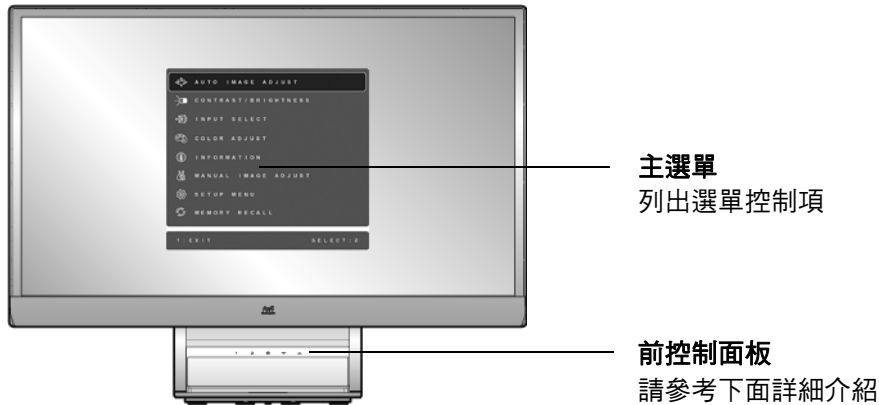 AUTO IMAGE ADJUST
CONTRAST/BRIGHTNESS
INPUT SELECT
COLOR ADJUST
INFORMATION
MANUAL IMAGE ADJUST
SETUP MENU
MEMORY RECALL
1:EXIT SELECT:2
主選單
列出選單控制項
前控制面板
請參考下面詳細介紹